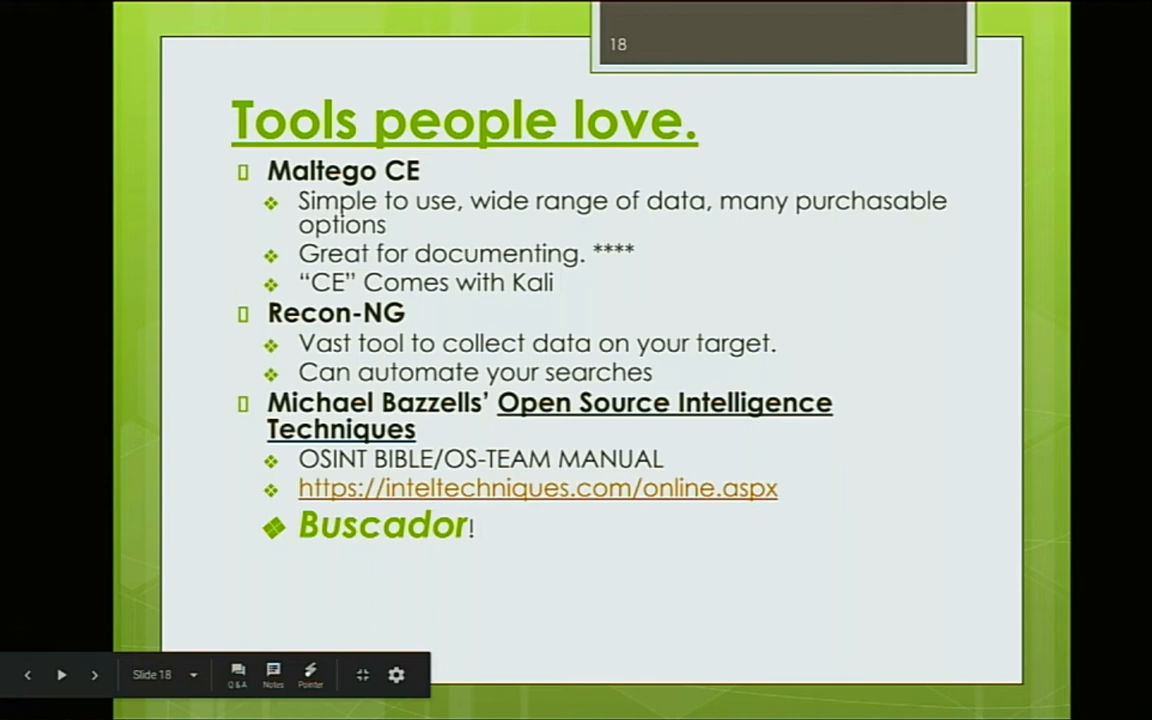 18
Tools people love.
Maltego CE
Simple to use, wide range of data, many purchasable
options
Great for documenting. ****
“CE” Comes with Kali
Recon-NG
Vast tool to collect data on your target.
Can automate your searches
Michael Bazzells’ Open Source Intelligence
Techniques
OSINT BIBLE/OS-TEAM MANUAL
https://inteltechniques.com/online.aspx
Buscador!
Slide 18
Q&A Notes Pointer